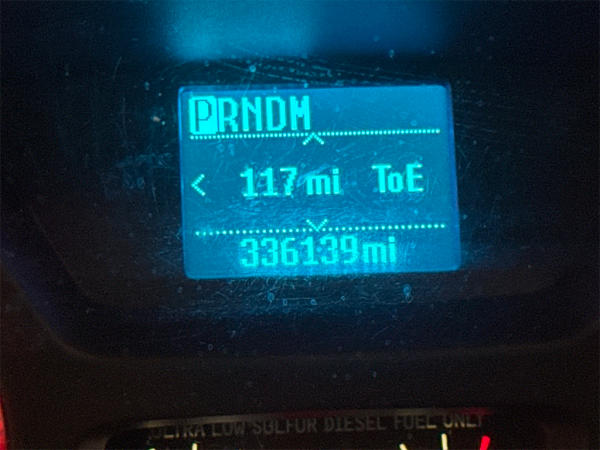 PRNDM
< 117 mi ToE
336139mi
ULTRA LOW SULFUR DIESEL FUEL ONLY